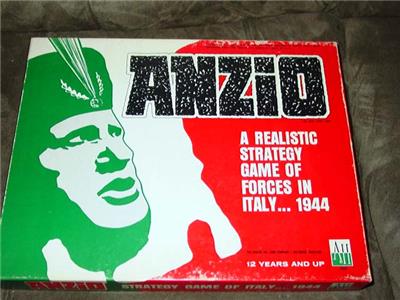 ANZiO
A REALISTIC
STRATEGY
GAME OF
FORCES IN
ITALY... 1944
12 YEARS AND UP
ANZIO STRATEGY GAME OF ITALY... 1944